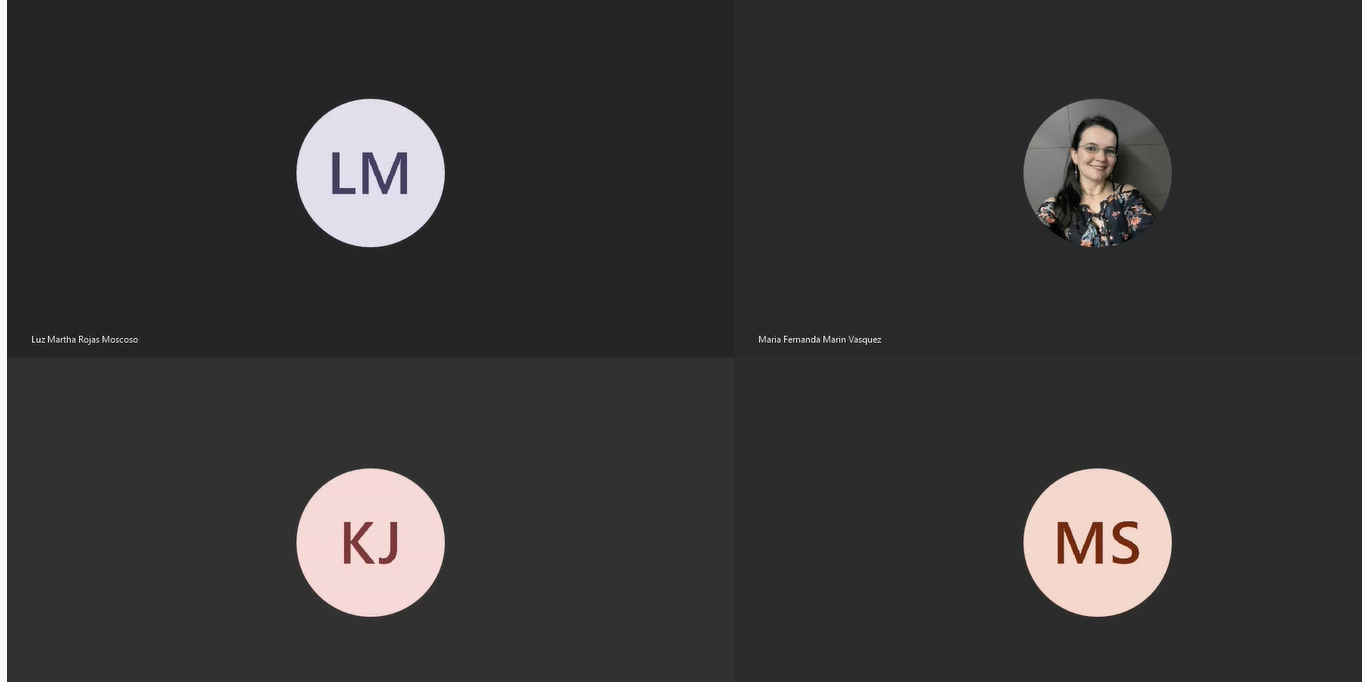 LM
Luz Martha Rojas Moscoso
Maria Fernanda Marin Vasquez
KJ
MS